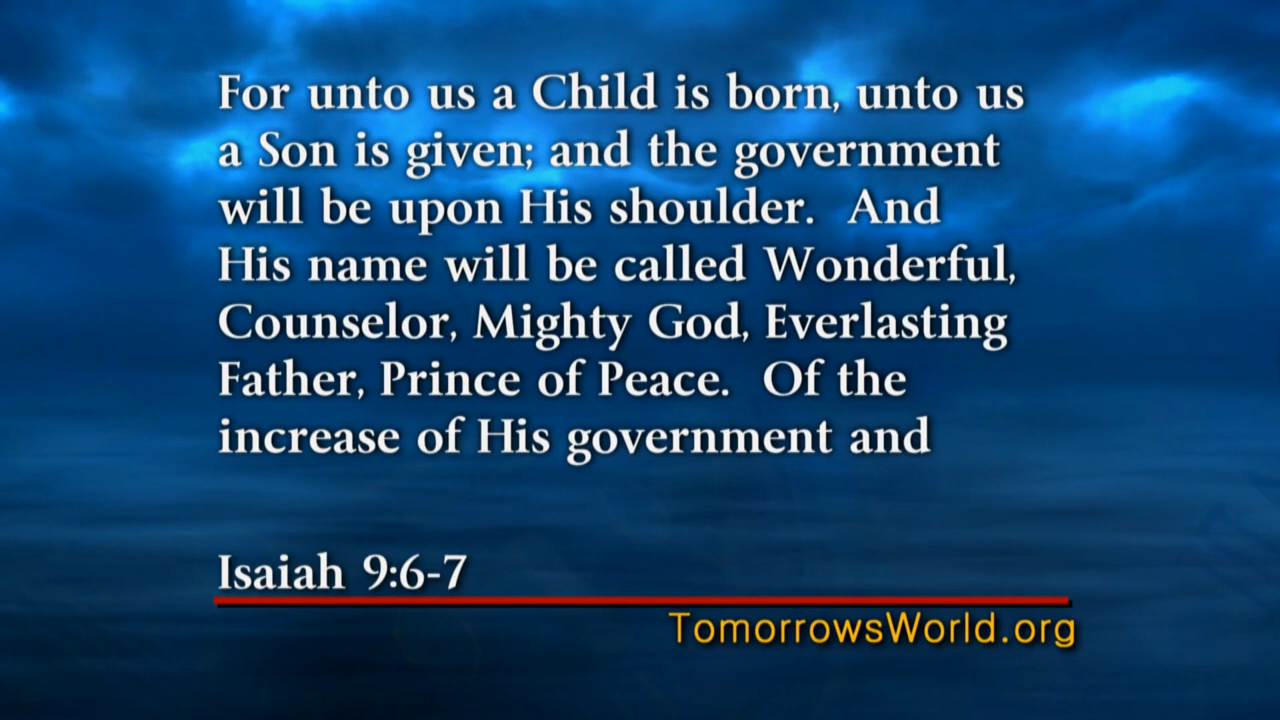 For unto us a Child is born, unto us
a Son is given; and the government
will be upon His shoulder.  And
His name will be called Wonderful,
Counselor, Mighty God, Everlasting
Father, Prince of Peace.  Of the
increase of His government and
Isaiah 9:6-7
TomorrowsWorld.org